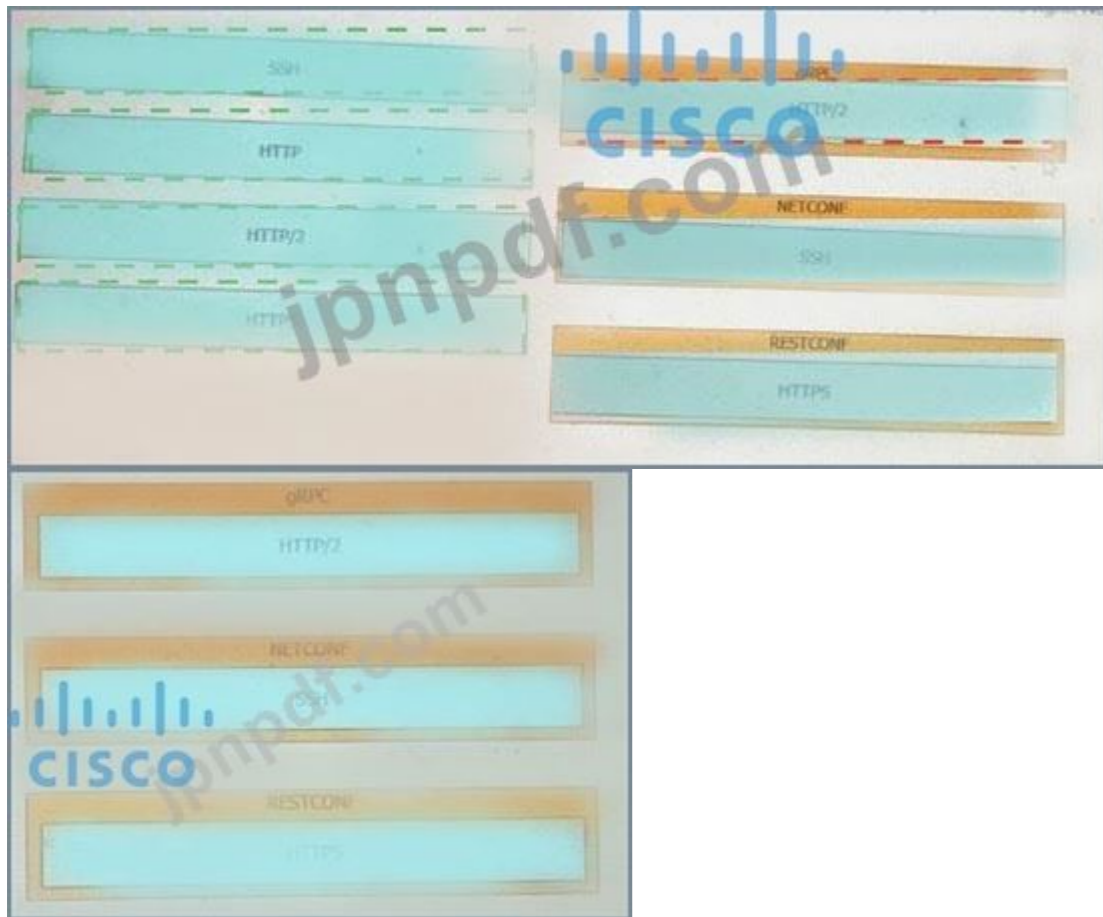 SSH
HTTP
HTTP/2
HTTPS
gRPC
HTTP/2
NETCONF
SSH
RESTCONF
HTTPS
CISCO
jpnpdf.com
gRPC
HTTP/2
NETCONF
SSH
RESTCONF
HTTPS
CISCO
jpnpdf.com